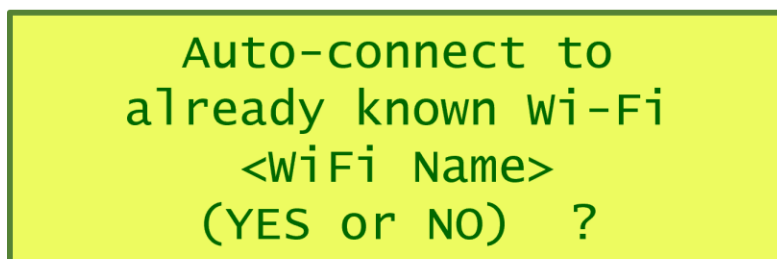 Auto-connect to
already known Wi-Fi
<WiFi Name>
(YES or NO) ?